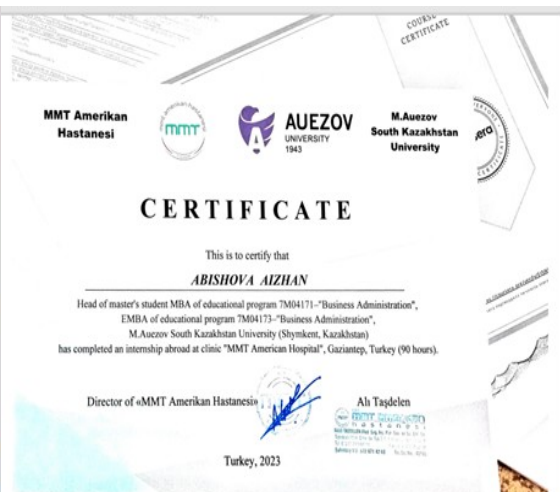 COURSE
CERTIFICATE
MMT Amerikan
Hastanesi
mmt
AUEZOV
UNIVERSITY
1943
M.Auezov
South Kazakhstan
University
CERTIFICATE
This is to certify that
ABISHOVA AIZHAN
Head of master's student MBA of educational program 7M04171–"Business Administration",
EMBA of educational program 7M04173–"Business Administration",
M.Auezov South Kazakhstan University (Shymkent, Kazakhstan)
has completed an internship abroad at clinic "MMT American Hospital", Gaziantep, Turkey (90 hours).
Director of «MMT Amerikan Hastanesi»
Alı Taşdelen
Turkey, 2023